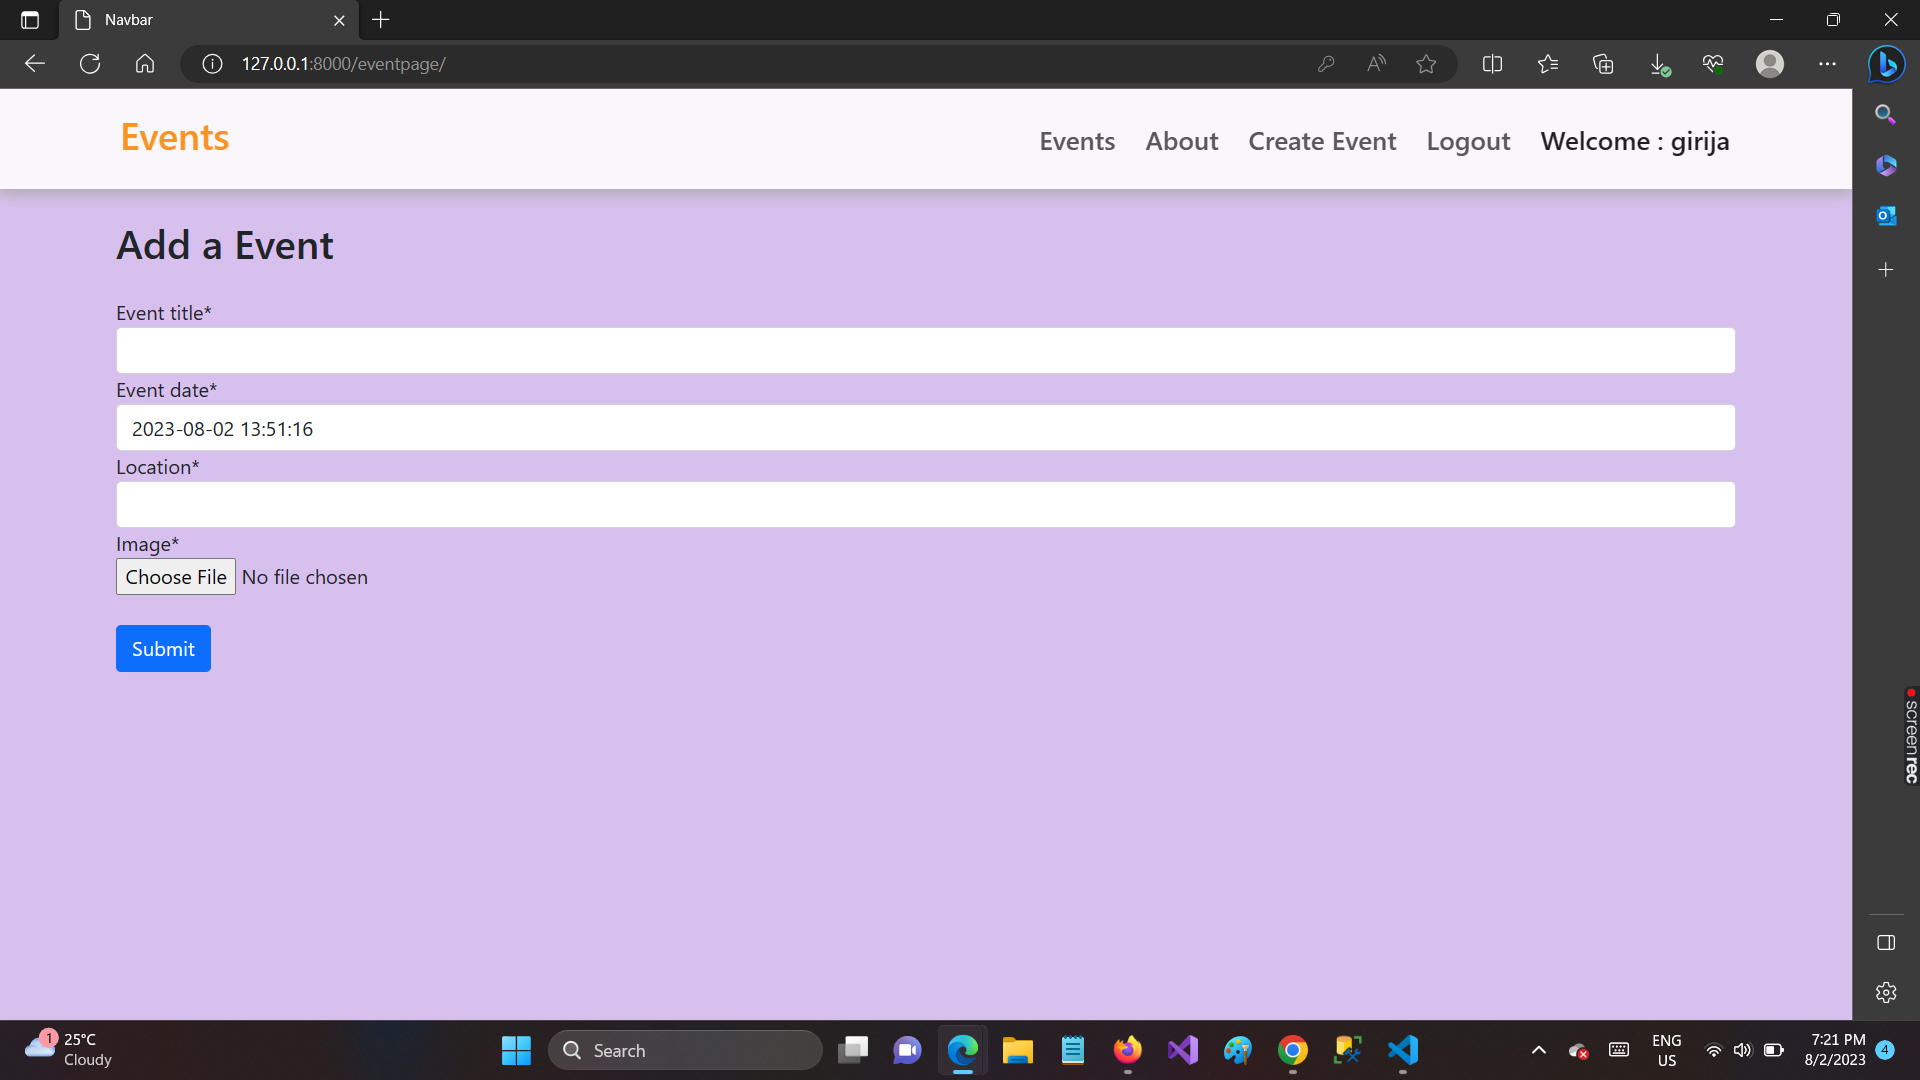 Navbar
127.0.0.1:8000/eventpage/
Events
Events About Create Event Logout Welcome : girija
Add a Event
Event title*
Event date*
2023-08-02 13:51:16
Location*
Image*
Choose File No file chosen
Submit
screenrec
1
25°C
Cloudy
Search
ENG
US
7:21 PM
8/2/2023
4